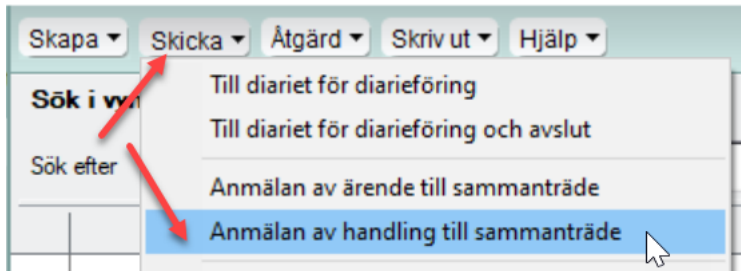 Skapa Skicka Åtgärd Skriv ut Hjälp
Till diariet för diarieföring
Sök i
Till diariet för diarieföring och avslut
Sök efter
Anmälan av ärende till sammanträde
Anmälan av handling till sammanträde